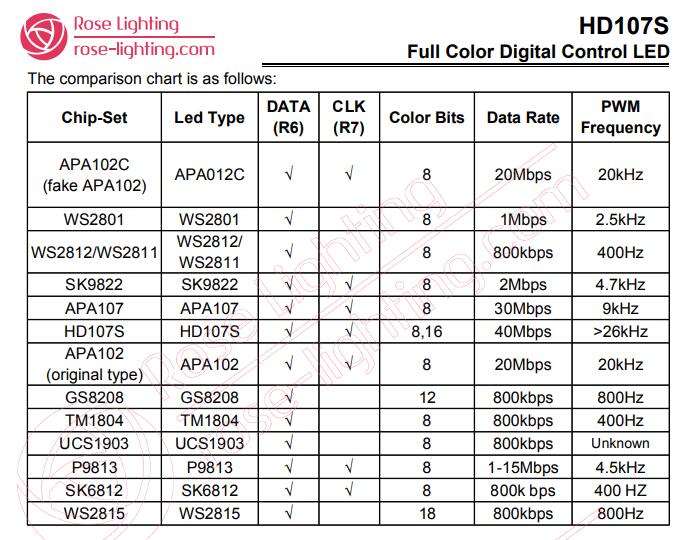 Rose Lighting
rose-lighting.com
HD107S
Full Color Digital Control LED
The comparison chart is as follows:
Chip-Set Led Type DATA (R6) CLK (R7) Color Bits Data Rate PWM Frequency
APA102C (fake APA102) APA012C √ √ 8 20Mbps 20kHz
WS2801 WS2801 √ 8 1Mbps 2.5kHz
WS2812/WS2811 WS2812/ WS2811 √ 8 800kbps 400Hz
SK9822 SK9822 √ √ 8 2Mbps 4.7kHz
APA107 APA107 √ √ 8 30Mbps 9kHz
HD107S HD107S √ √ 8,16 40Mbps >26kHz
APA102 (original type) APA102 √ √ 8 20Mbps 20kHz
GS8208 GS8208 √ 12 800kbps 800Hz
TM1804 TM1804 √ 8 800kbps 400Hz
UCS1903 UCS1903 √ 8 800kbps Unknown
P9813 P9813 √ √ 8 1-15Mbps 4.5kHz
SK6812 SK6812 √ √ 8 800k bps 400 HZ
WS2815 WS2815 √ 18 800kbps 800Hz
Rose Lighting
rose-lighting.com